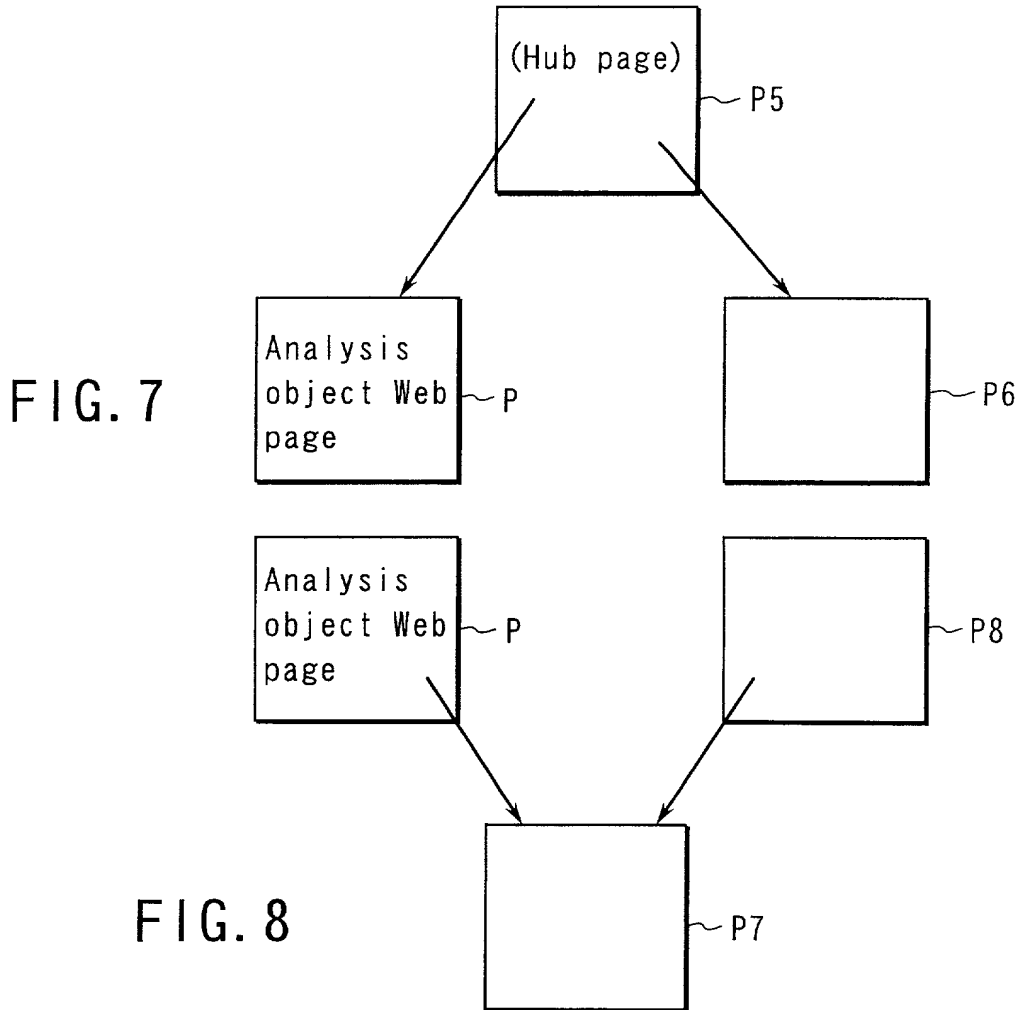 (Hub page)
P5
Analysis
object Web
page
P
P6
FIG. 7
Analysis
object Web
page
P
P8
P7
FIG. 8